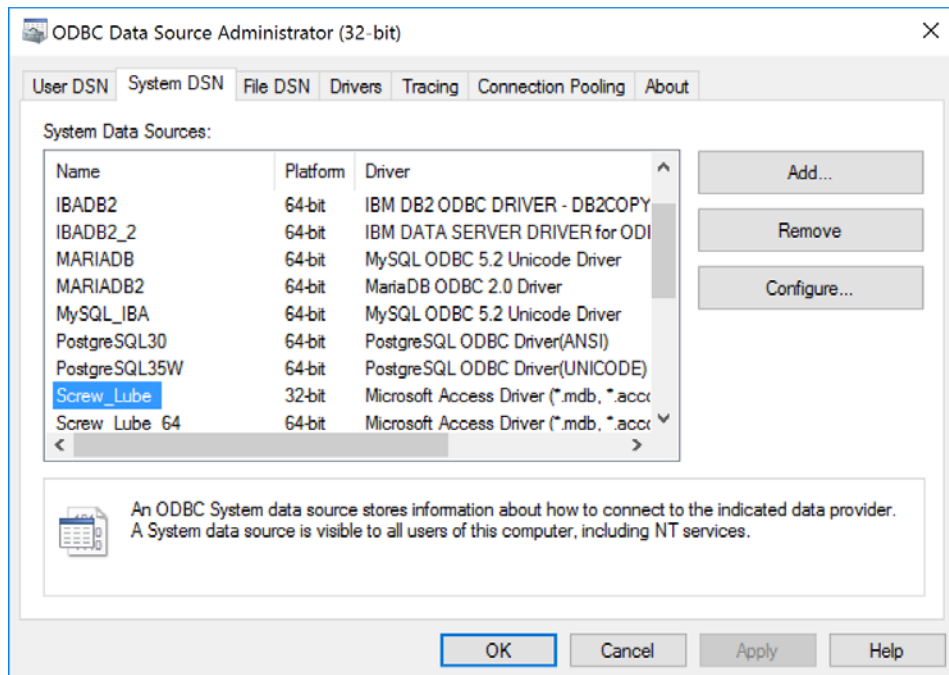 ODBC Data Source Administrator (32-bit)
User DSN System DSN File DSN Drivers Tracing Connection Pooling About
System Data Sources:
Name Platform Driver
IBADB2 64-bit IBM DB2 ODBC DRIVER - DB2COPY
IBADB2_2 64-bit IBM DATA SERVER DRIVER for ODI
MARIADB 64-bit MySQL ODBC 5.2 Unicode Driver
MARIADB2 64-bit MariaDB ODBC 2.0 Driver
MySQL_IBA 64-bit MySQL ODBC 5.2 Unicode Driver
PostgreSQL30 64-bit PostgreSQL ODBC Driver(ANSI)
PostgreSQL35W 64-bit PostgreSQL ODBC Driver(UNICODE)
Screw_Lube 32-bit Microsoft Access Driver (*.mdb, *.acc
Screw_Lube_64 64-bit Microsoft Access Driver (*.mdb, *.acc
Add...
Remove
Configure...
An ODBC System data source stores information about how to connect to the indicated data provider.
A System data source is visible to all users of this computer, including NT services.
OK Cancel Apply Help